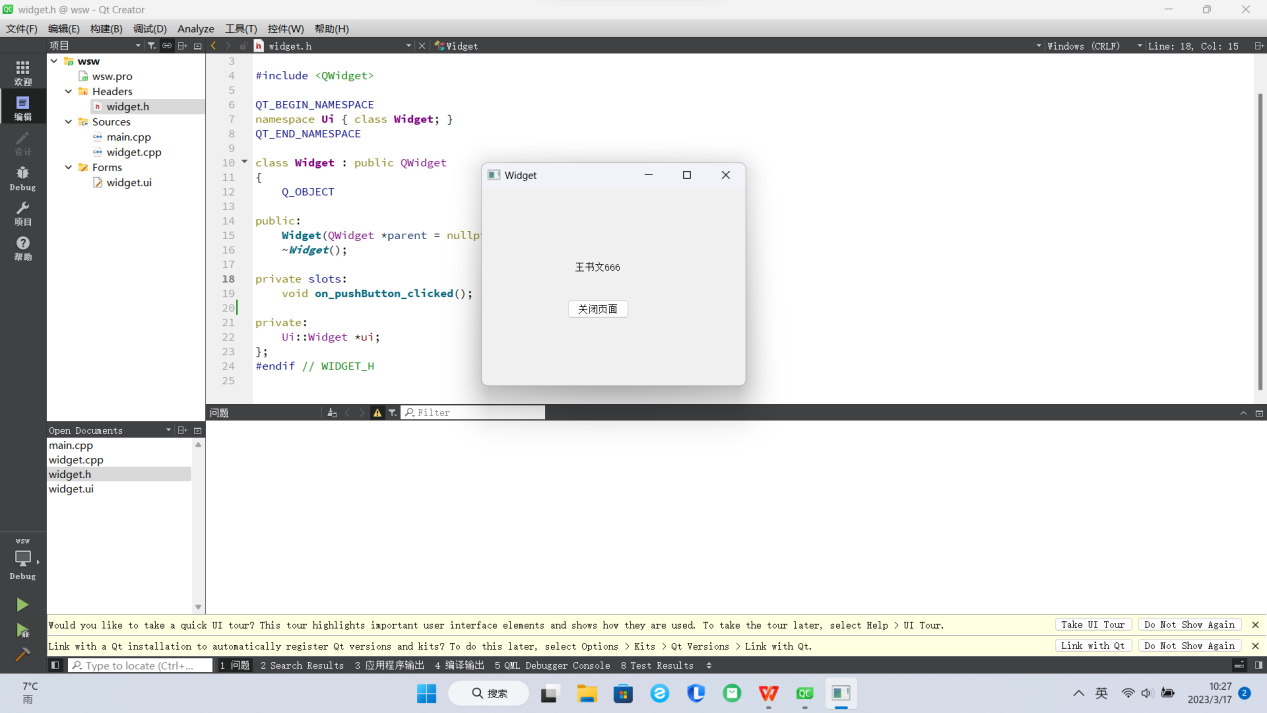 widget.h @ wsw - Qt Creator
文件(F) 编辑(E) 构建(B) 调试(D) Analyze 工具(T) 控件(W) 帮助(H)
项目 widget.h Widget Windows (CRLF) Line: 18, Col: 15
欢迎
编辑
设计
Debug
项目
帮助
wsw
wsw.pro
Headers
widget.h
Sources
main.cpp
widget.cpp
Forms
widget.ui
3
4 #include <QWidget>
5
6 QT_BEGIN_NAMESPACE
7 namespace Ui { class Widget; }
8 QT_END_NAMESPACE
9
10 class Widget : public QWidget
11 {
12 Q_OBJECT
13
14 public:
15 Widget(QWidget *parent = nullp
16 ~Widget();
17
18 private slots:
19 void on_pushButton_clicked();
20
21 private:
22 Ui::Widget *ui;
23 };
24 #endif // WIDGET_H
25
Widget
王书文666
关闭页面
问题 Filter
Open Documents
main.cpp
widget.cpp
widget.h
widget.ui
wsw
Debug
Would you like to take a quick UI tour? This tour highlights important user interface elements and shows how they are used. To take the tour later, select Help > UI Tour. Take UI Tour Do Not Show Again
Link with a Qt installation to automatically register Qt versions and kits? To do this later, select Options > Kits > Qt Versions > Link with Qt. Link with Qt Do Not Show Again
Type to locate (Ctrl+... 1 问题 2 Search Results 3 应用程序输出 4 编译输出 5 QML Debugger Console 8 Test Results
7°C
雨
搜索
英
10:27
2023/3/17
2